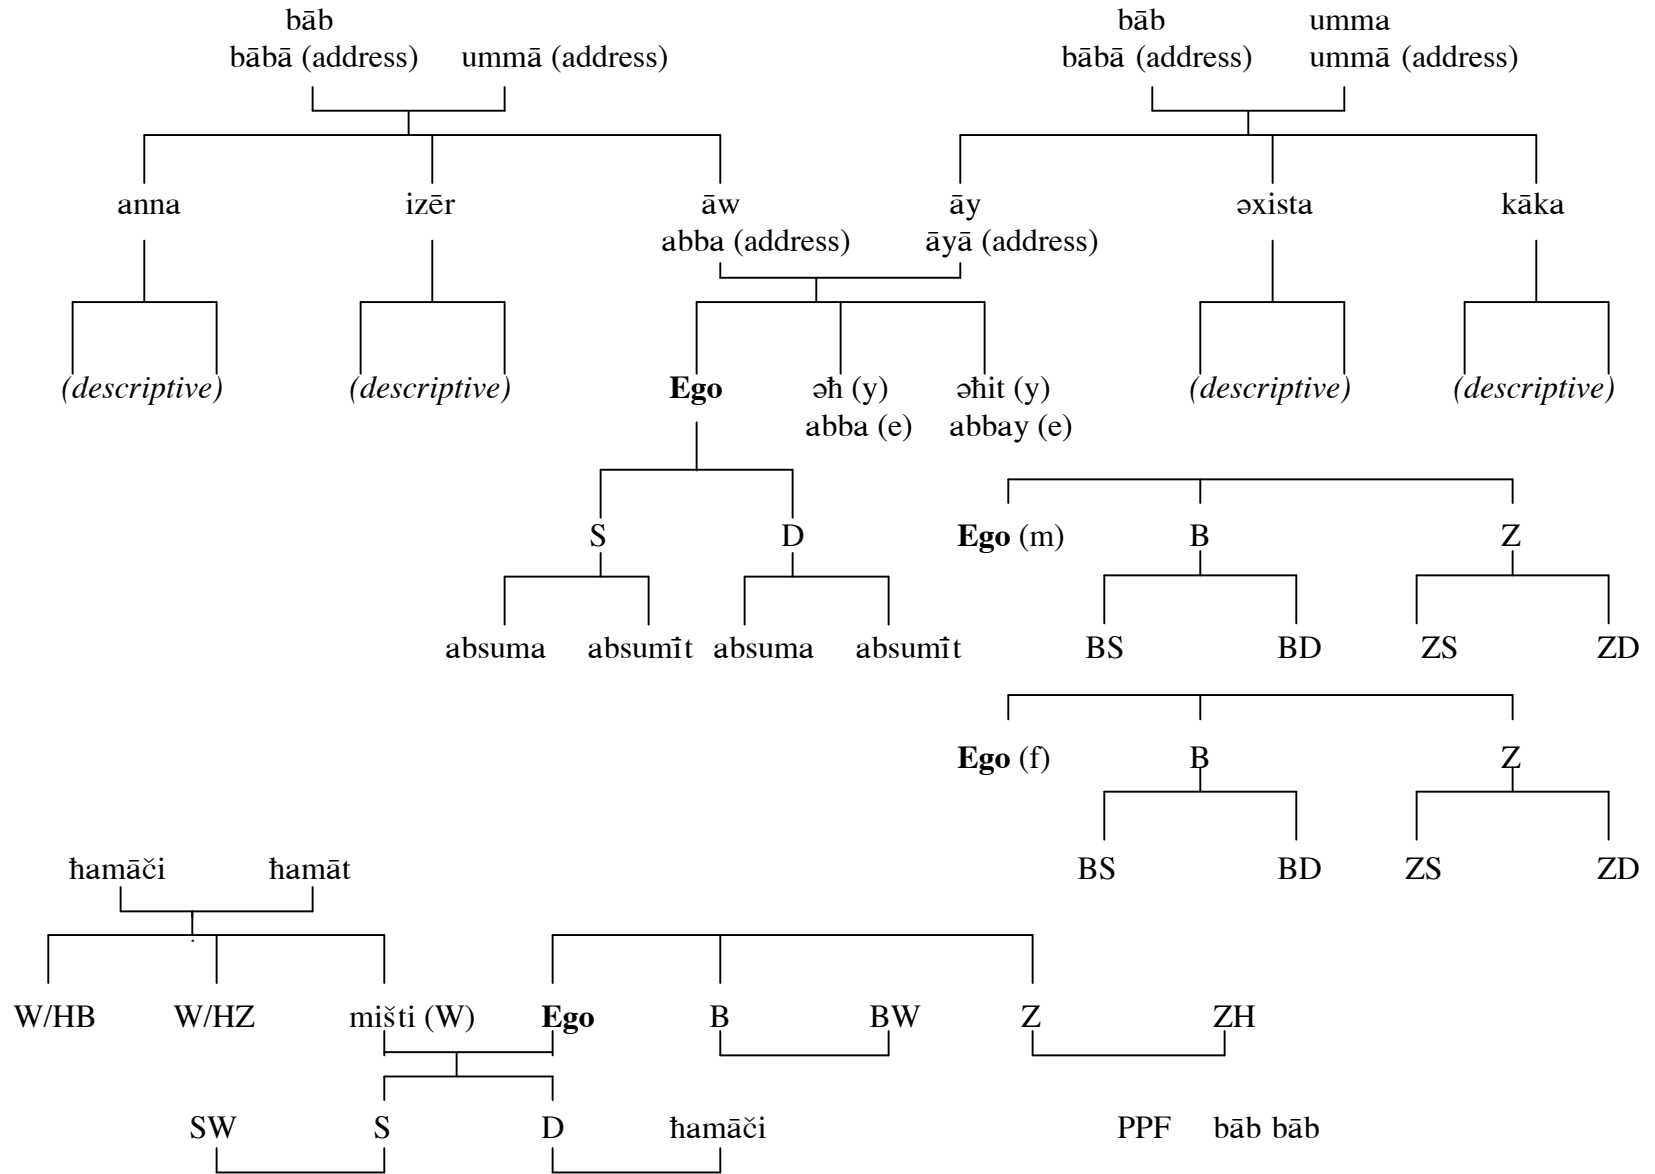 bāb bāb umma
bābā (address) ummā (address) bābā (address) ummā (address)
anna izēr āw āy əxista kāka
abba (address) āyā (address)
(descriptive) (descriptive) Ego əħ (y) əħit (y) (descriptive) (descriptive)
abba (e) abbay (e)
S D Ego (m) B Z
absuma absumīt absuma absumīt BS BD ZS ZD
Ego (f) B Z
ħamāči ħamāt BS BD ZS ZD
W/HB W/HZ mišti (W) Ego B BW Z ZH
SW S D ħamāči PPF bāb bāb